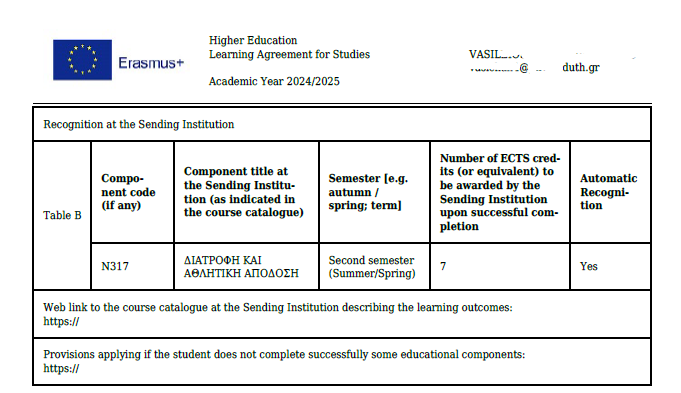 Higher Education
Learning Agreement for Studies
Erasmus+
Academic Year 2024/2025
duth.gr
Recognition at the Sending Institution
Table B
Compo-
nent code
(if any)
Component title at
the Sending Institu-
tion (as indicated in
the course catalogue)
Semester [e.g.
autumn /
spring; term]
Number of ECTS cred-
its (or equivalent) to
be awarded by the
Sending Institution
upon successful com-
pletion
Automatic
Recogni-
tion
N317
ΔΙΑΤΡΟΦΗ ΚΑΙ
ΑΘΛΗΤΙΚΗ ΑΠΟΔΟΣΗ
Second semester
(Summer/Spring)
7
Yes
Web link to the course catalogue at the Sending Institution describing the learning outcomes:
https://
Provisions applying if the student does not complete successfully some educational components:
https://